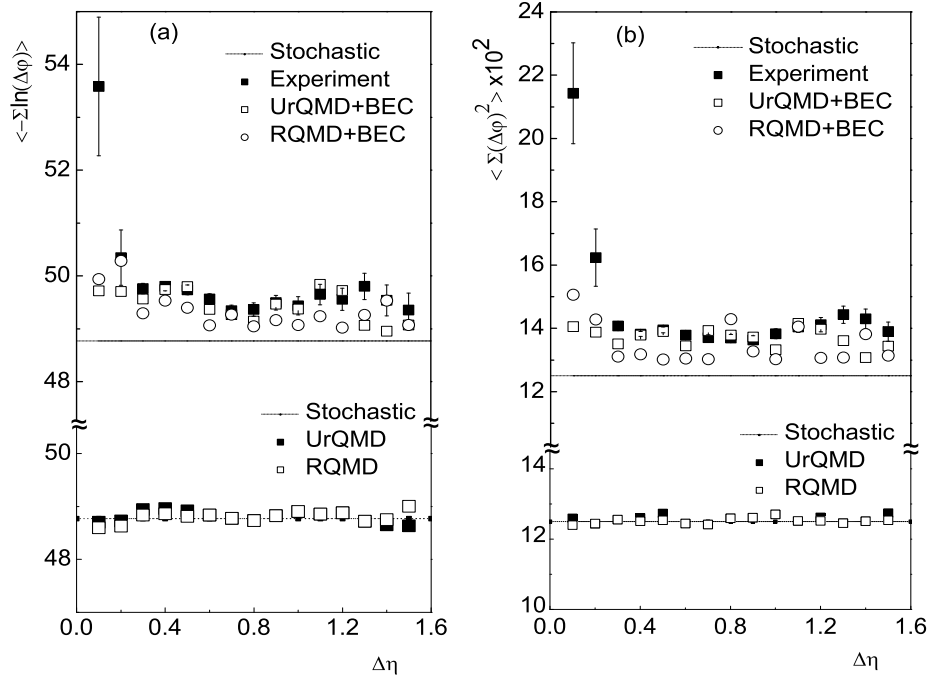 (a)
<-Σln(Δφ)>
Stochastic
Experiment
UrQMD+BEC
RQMD+BEC
54
52
50
48
≈ ≈
Stochastic
UrQMD
RQMD
50
48
0.0 0.4 0.8 1.2 1.6
Δη
(b)
< Σ(Δφ)² > x10²
Stochastic
Experiment
UrQMD+BEC
RQMD+BEC
24
22
20
18
16
14
12
≈ ≈
Stochastic
UrQMD
RQMD
14
12
10
0.0 0.4 0.8 1.2 1.6
Δη